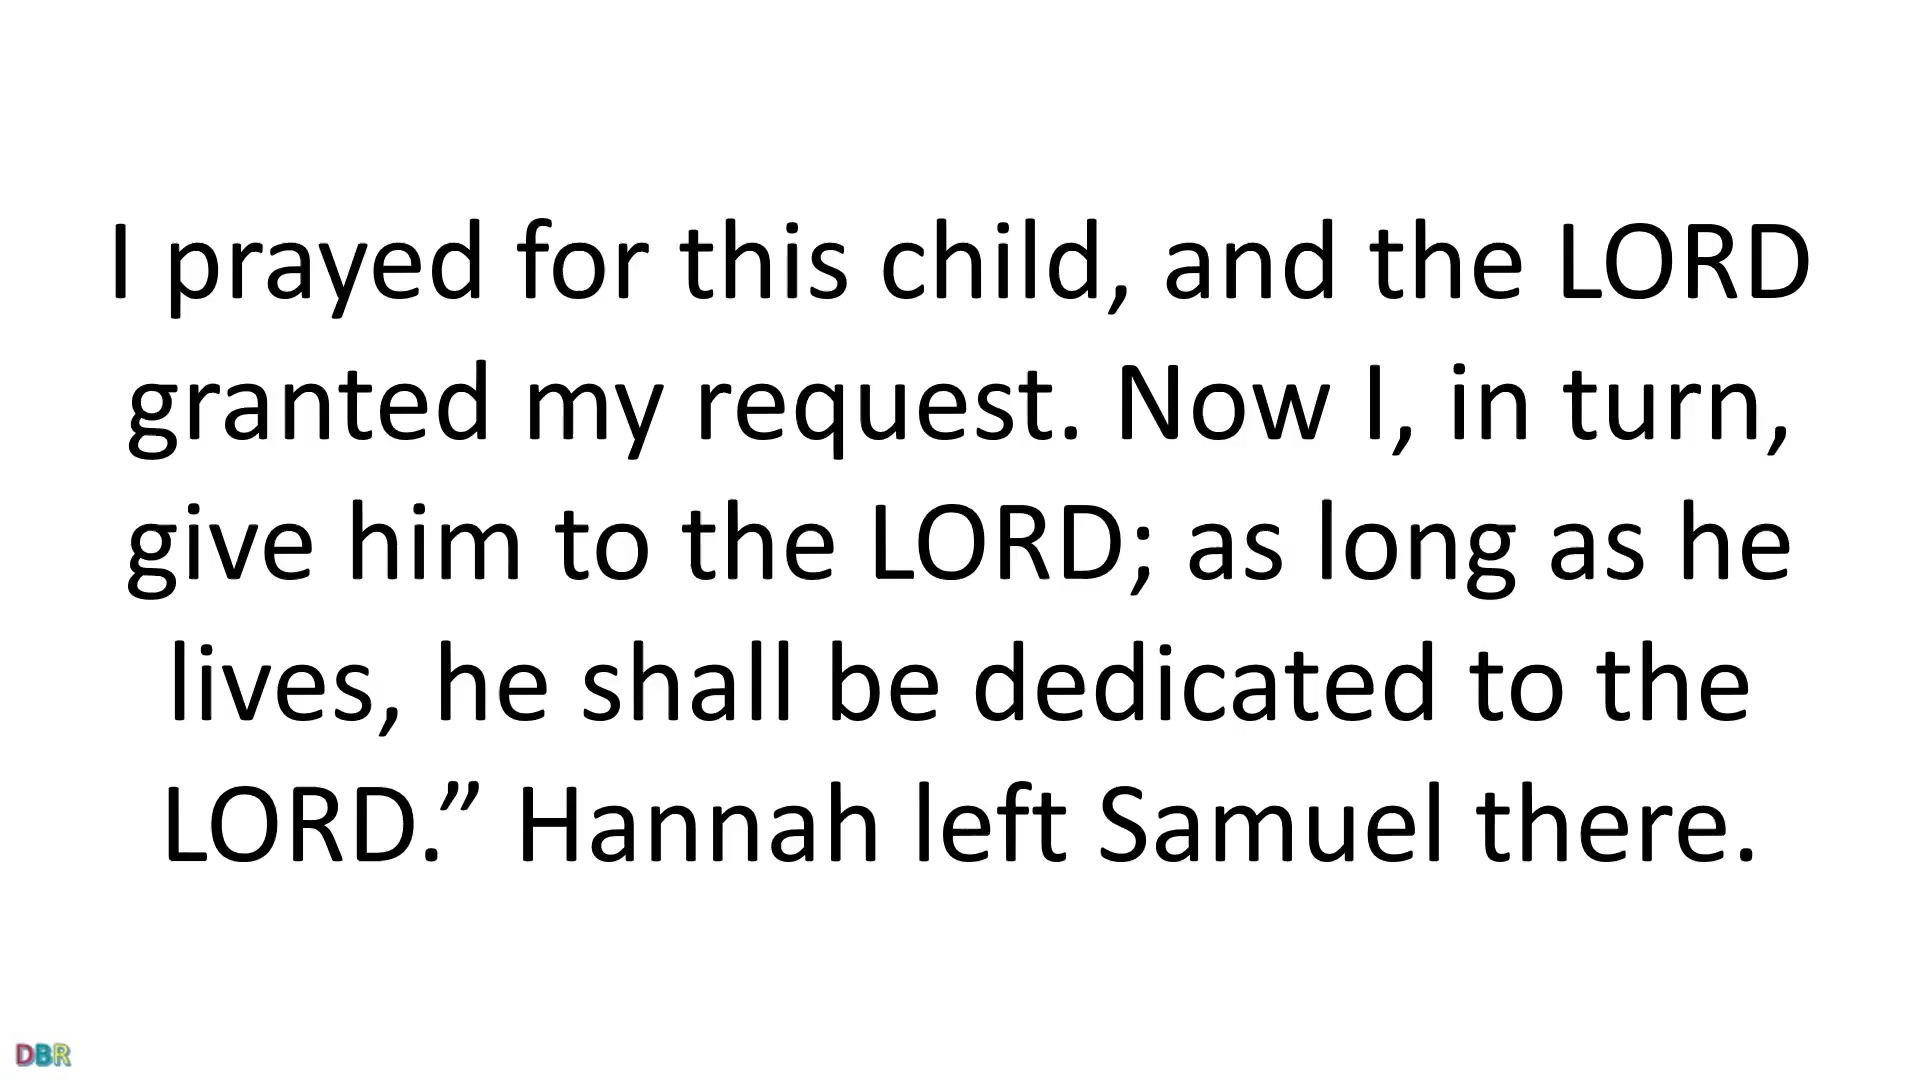 I prayed for this child, and the LORD
granted my request. Now I, in turn,
give him to the LORD; as long as he
lives, he shall be dedicated to the
LORD.” Hannah left Samuel there.
DBR